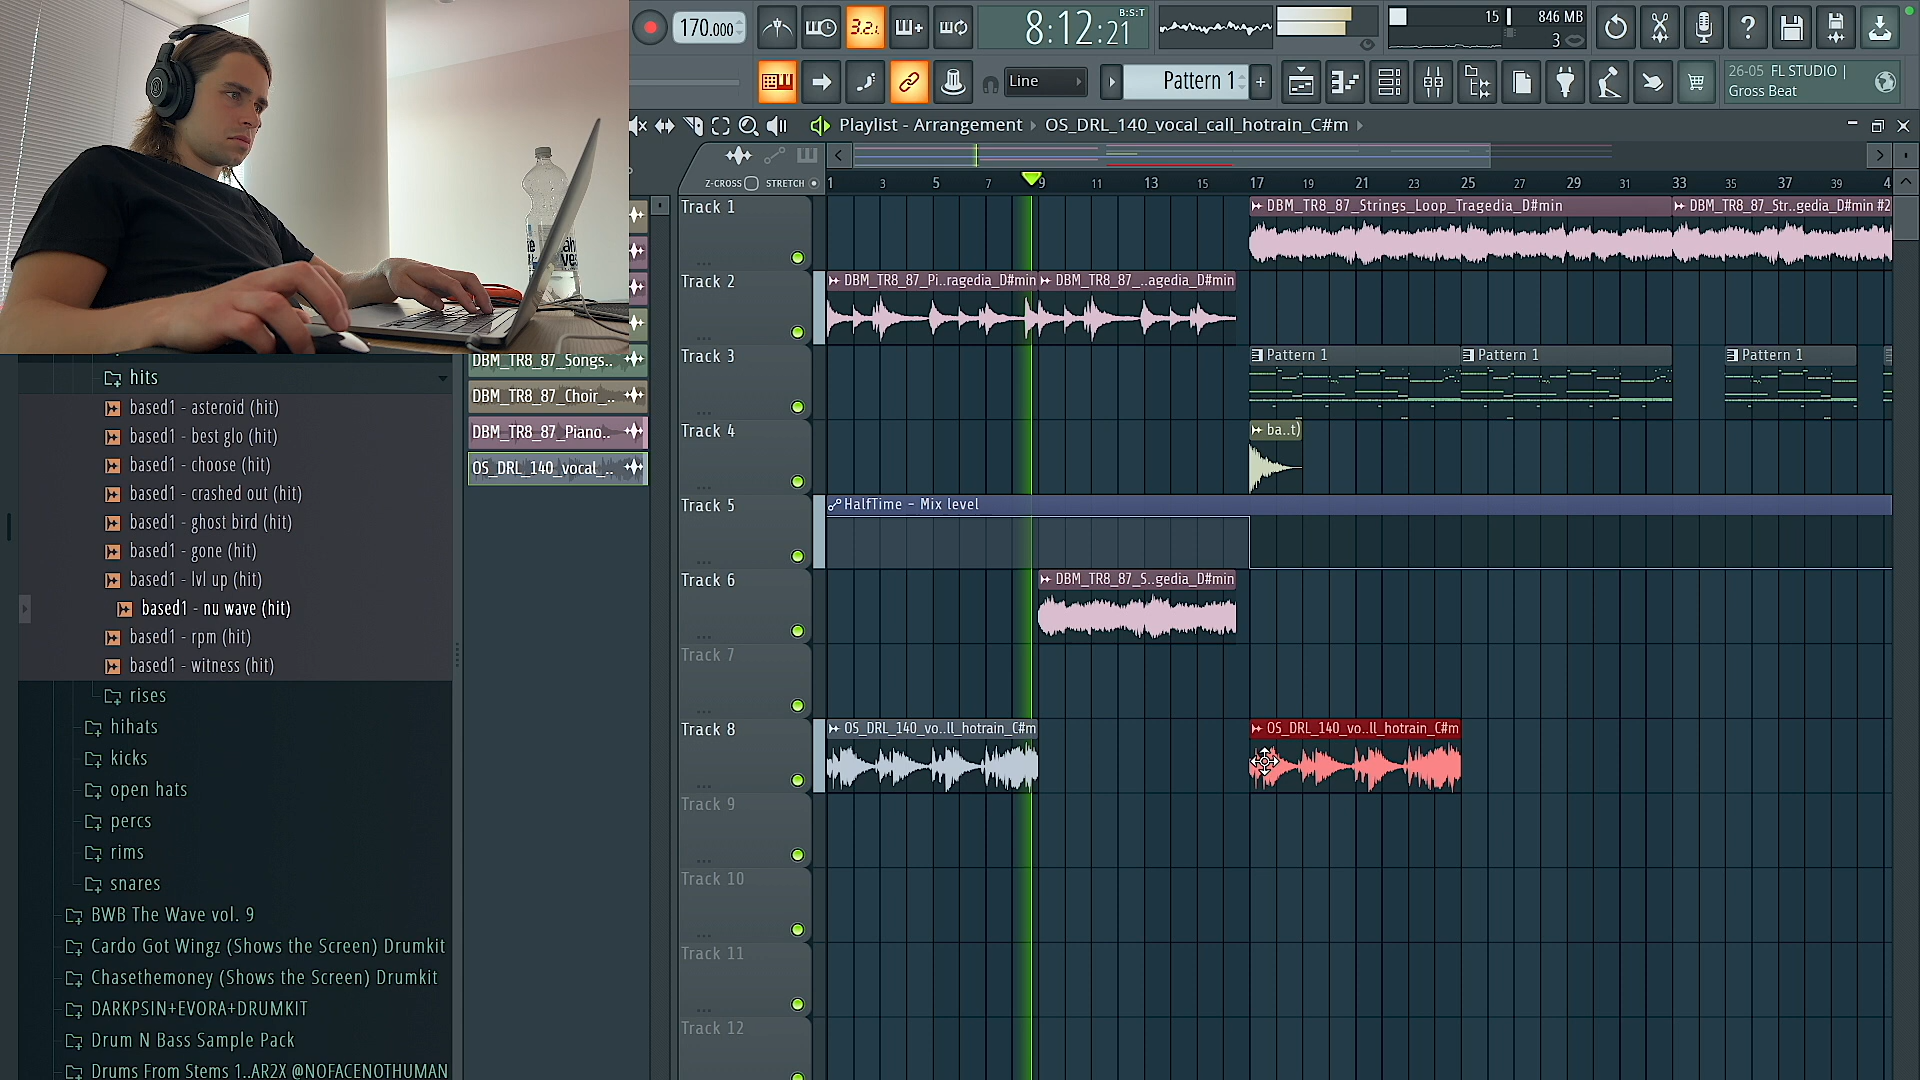 170.000
3.2.1
8:12:21
B:S:T
15
846 MB
3
Line
Pattern 1
26-05 FL STUDIO |
Gross Beat
Playlist - Arrangement
OS_DRL_140_vocal_call_hotrain_C#m
Z-CROSS
STRETCH
1
3
5
7
9
11
13
15
17
19
21
23
25
27
29
31
33
35
37
39
4
Track 1
DBM_TR8_87_Strings_Loop_Tragedia_D#min
DBM_TR8_87_Str..gedia_D#min #2
Track 2
DBM_TR8_87_Pi..ragedia_D#min
DBM_TR8_87_..agedia_D#min
Track 3
Pattern 1
Pattern 1
Pattern 1
Track 4
ba..t)
Track 5
HalfTime - Mix level
Track 6
DBM_TR8_87_S..gedia_D#min
Track 7
Track 8
OS_DRL_140_vo..ll_hotrain_C#m
OS_DRL_140_vo..ll_hotrain_C#m
Track 9
Track 10
Track 11
Track 12
DBM_TR8_87_Songs..
DBM_TR8_87_Choir_..
DBM_TR8_87_Piano..
OS_DRL_140_vocal_..
hits
based1 - asteroid (hit)
based1 - best glo (hit)
based1 - choose (hit)
based1 - crashed out (hit)
based1 - ghost bird (hit)
based1 - gone (hit)
based1 - lvl up (hit)
based1 - nu wave (hit)
based1 - rpm (hit)
based1 - witness (hit)
rises
hihats
kicks
open hats
percs
rims
snares
BWB The Wave vol. 9
Cardo Got Wingz (Shows the Screen) Drumkit
Chasethemoney (Shows the Screen) Drumkit
DARKPSIN+EVORA+DRUMKIT
Drum N Bass Sample Pack
Drums From Stems 1..AR2X @NOFACENOTHUMAN